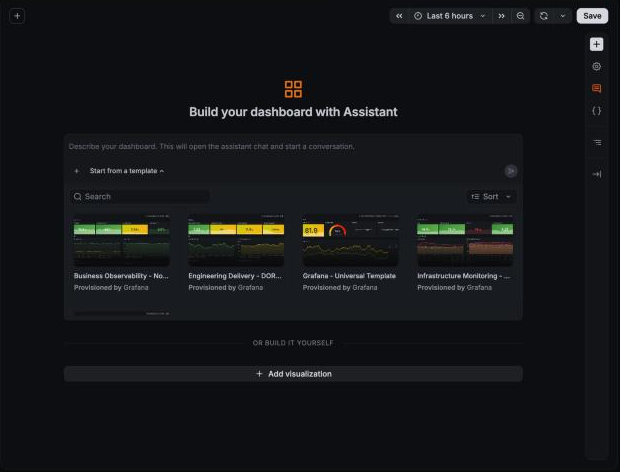 Last 6 hours
Save
Build your dashboard with Assistant
Describe your dashboard. This will open the assistant chat and start a conversation.
Start from a template
Search
Sort
61.9
Business Observability - No...
Engineering Delivery - DOR...
Grafana - Universal Template
Infrastructure Monitoring - ...
Provisioned by Grafana
Provisioned by Grafana
Provisioned by Grafana
Provisioned by Grafana
OR BUILD IT YOURSELF
+ Add visualization